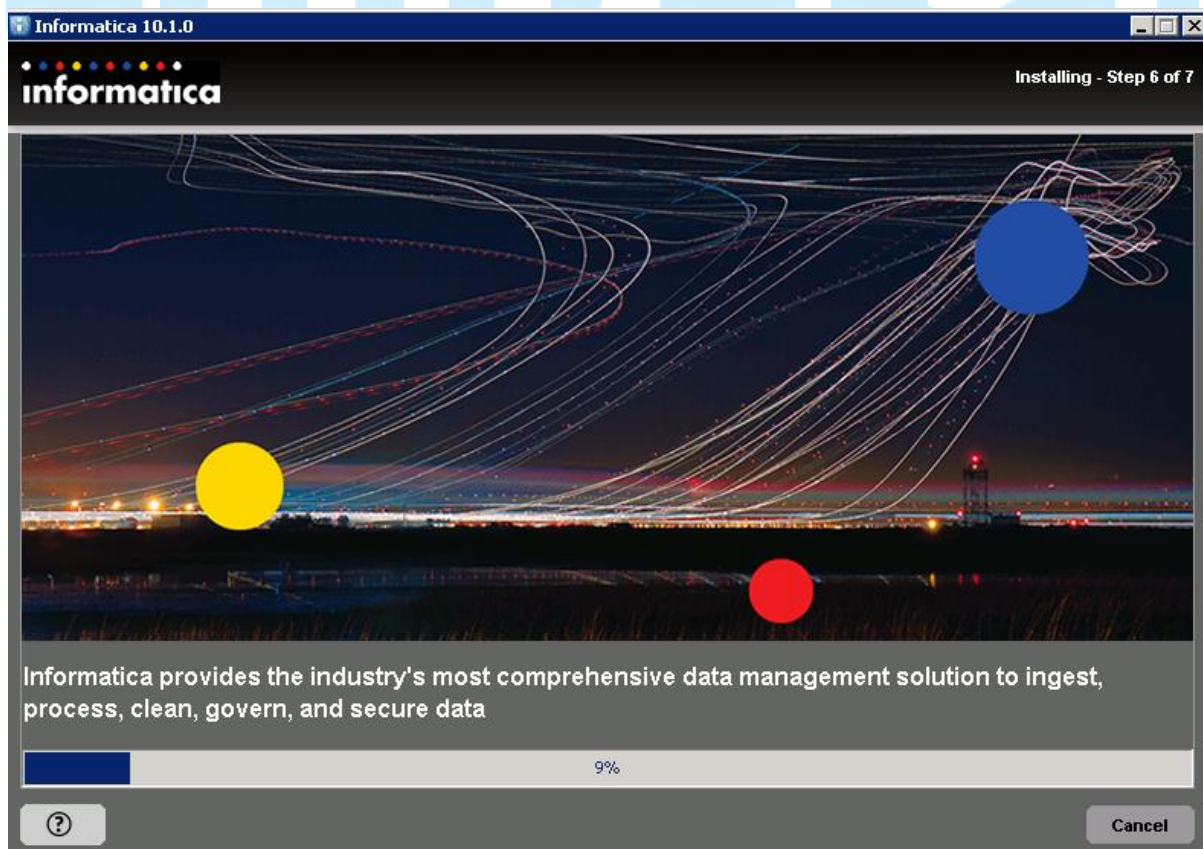 Informatica 10.1.0
informatica
Installing - Step 6 of 7
Informatica provides the industry's most comprehensive data management solution to ingest,
process, clean, govern, and secure data
9%
?
Cancel